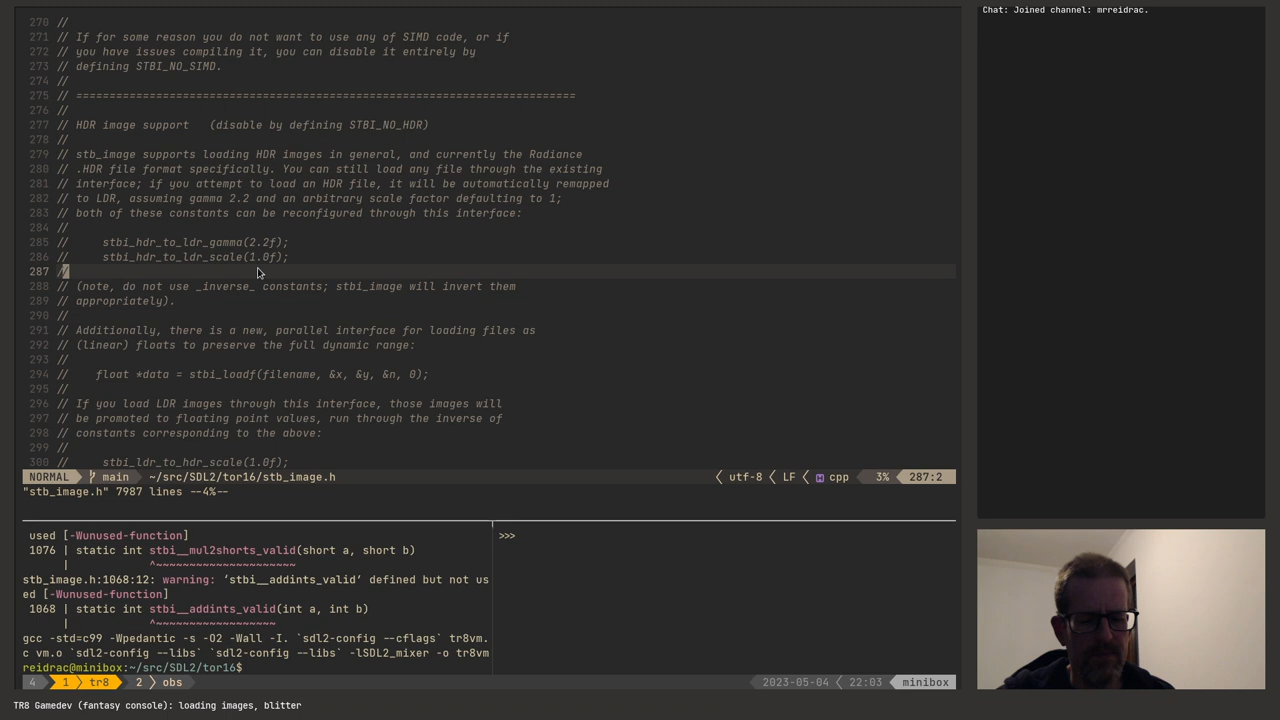 270 //
271 // If for some reason you do not want to use any of SIMD code, or if
272 // you have issues compiling it, you can disable it entirely by
273 // defining STBI_NO_SIMD.
274 //
275 // ===========================================================================
276 //
277 // HDR image support   (disable by defining STBI_NO_HDR)
278 //
279 // stb_image supports loading HDR images in general, and currently the Radiance
280 // .HDR file format specifically. You can still load any file through the existing
281 // interface; if you attempt to load an HDR file, it will be automatically remapped
282 // to LDR, assuming gamma 2.2 and an arbitrary scale factor defaulting to 1;
283 // both of these constants can be reconfigured through this interface:
284 //
285 //     stbi_hdr_to_ldr_gamma(2.2f);
286 //     stbi_hdr_to_ldr_scale(1.0f);
287 //
288 // (note, do not use _inverse_ constants; stbi_image will invert them
289 // appropriately).
290 //
291 // Additionally, there is a new, parallel interface for loading files as
292 // (linear) floats to preserve the full dynamic range:
293 //
294 //    float *data = stbi_loadf(filename, &x, &y, &n, 0);
295 //
296 // If you load LDR images through this interface, those images will
297 // be promoted to floating point values, run through the inverse of
298 // constants corresponding to the above:
299 //
300 //     stbi_ldr_to_hdr_scale(1.0f);
NORMAL main ~/src/SDL2/tor16/stb_image.h utf-8 LF cpp 3% 287:2
"stb_image.h" 7987 lines --4%--
used [-Wunused-function]
1076 | static int stbi__mul2shorts_valid(short a, short b)
|            ^~~~~~~~~~~~~~~~~~~~~~
stb_image.h:1068:12: warning: ‘stbi__addints_valid’ defined but not us
ed [-Wunused-function]
1068 | static int stbi__addints_valid(int a, int b)
|            ^~~~~~~~~~~~~~~~~~~
gcc -std=c99 -Wpedantic -s -O2 -Wall -I. `sdl2-config --cflags` tr8vm.
c vm.o `sdl2-config --libs` `sdl2-config --libs` -lSDL2_mixer -o tr8vm
reidrac@minibox:~/src/SDL2/tor16$
>>>
4 1 tr8 2 obs 2023-05-04 22:03 minibox
TR8 Gamedev (fantasy console): loading images, blitter
Chat: Joined channel: mrreidrac.